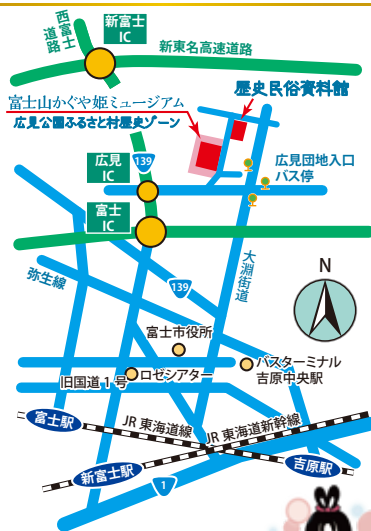 西富士
道路
新富士
IC
新東名高速道路
歴史民俗資料館
富士山かぐや姫ミュージアム
広見公園ふるさと村歴史ゾーン
広見
IC
139
広見団地入口
バス停
富士
IC
大淵街道
弥生線
139
N
富士市役所
バスターミナル
吉原中央駅
ロゼシアター
旧国道1号
富士駅
JR 東海道線
JR 東海道新幹線
新富士駅
吉原駅
1